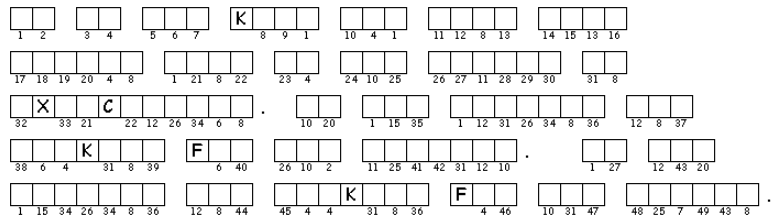 K
1 2 3 4 5 6 7 8 9 1 10 4 1 11 12 8 13 14 15 13 16
17 18 19 20 4 8 1 21 8 22 23 4 24 10 25 26 27 11 28 29 30 31 8
X C .
32 33 21 22 12 26 34 6 8 10 20 1 15 35 1 12 31 26 34 8 36 12 8 37
K F .
38 6 4 31 8 39 6 40 26 10 2 11 25 41 42 31 12 10 1 27 12 43 20
K F .
1 15 34 26 34 8 36 12 8 44 45 4 4 31 8 36 4 46 10 31 47 48 25 7 49 43 8